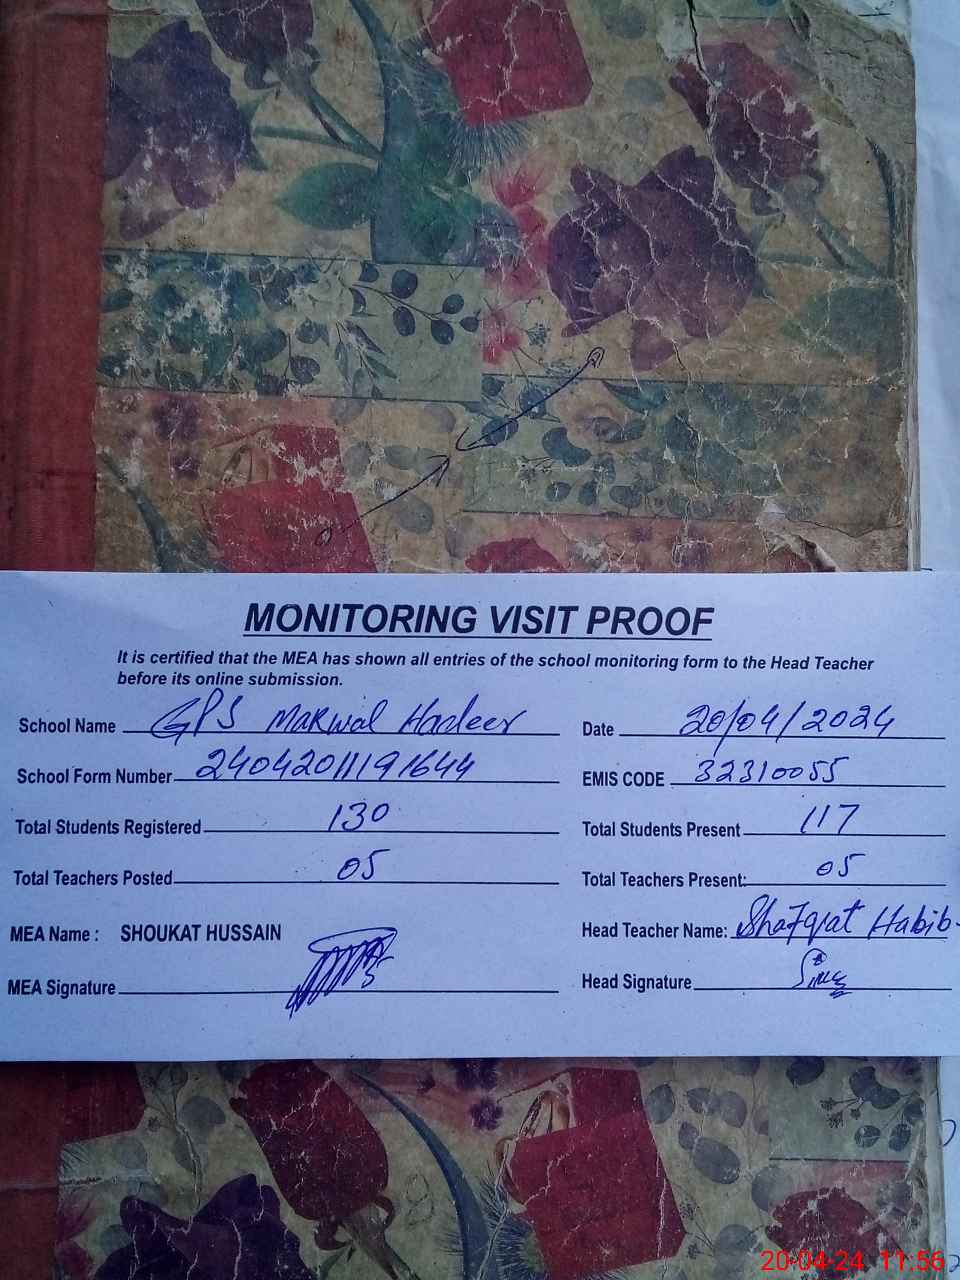 MONITORING VISIT PROOF
It is certified that the MEA has shown all entries of the school monitoring form to the Head Teacher
before its online submission.
School Name GPS Marwal Hadeer
Date 20/04/2024
School Form Number 24042011191644
EMIS CODE 32310055
Total Students Registered 130
Total Students Present 117
Total Teachers Posted 05
Total Teachers Present: 05
MEA Name : SHOUKAT HUSSAIN
Head Teacher Name: Shafqat Habib
MEA Signature
Head Signature
20-04-24 11:56